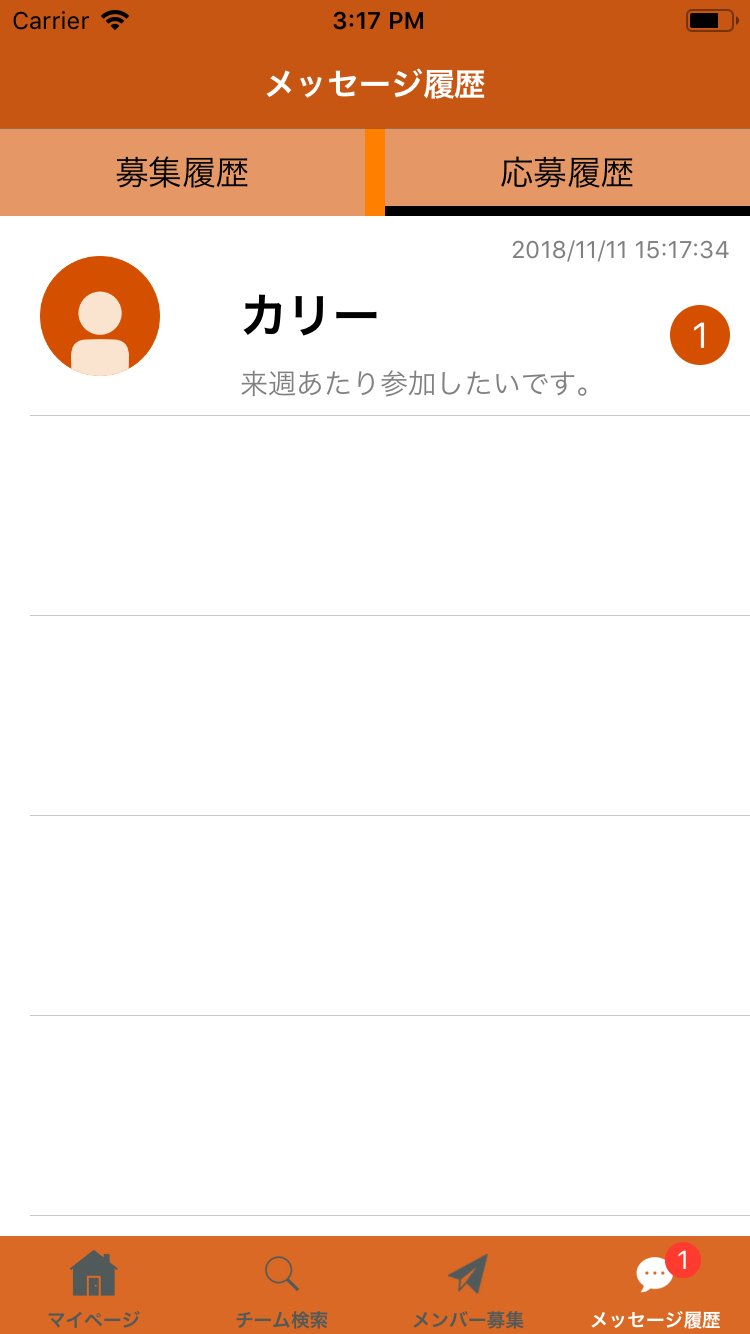 Carrier 3:17 PM
メッセージ履歴
募集履歴 応募履歴
2018/11/11 15:17:34
カリー
1
来週あたり参加したいです。
1
マイページ チーム検索 メンバー募集 メッセージ履歴